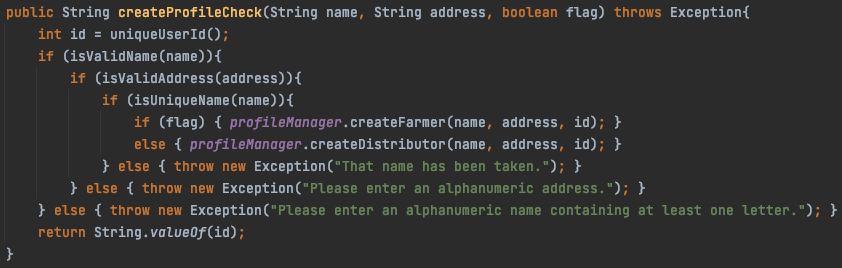 public String createProfileCheck(String name, String address, boolean flag) throws Exception{
    int id = uniqueUserId();
    if (isValidName(name)){
        if (isValidAddress(address)){
            if (isUniqueName(name)){
                if (flag) { profileManager.createFarmer(name, address, id); }
                else { profileManager.createDistributor(name, address, id); }
            } else { throw new Exception("That name has been taken."); }
        } else { throw new Exception("Please enter an alphanumeric address."); }
    } else { throw new Exception("Please enter an alphanumeric name containing at least one letter."); }
    return String.valueOf(id);
}